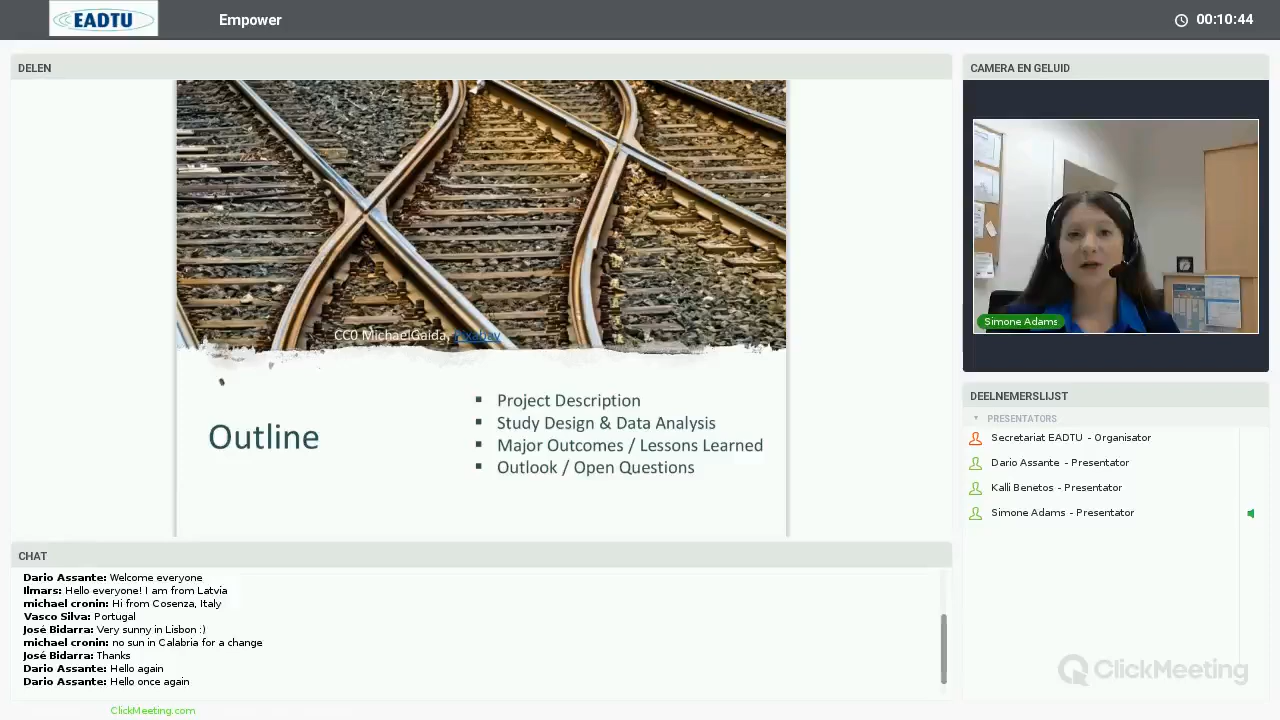 EADTU
Empower
00:10:44
DELEN
CAMERA EN GELUID
CC0 MichaelGaida, Pixabay
Outline
▪ Project Description
▪ Study Design & Data Analysis
▪ Major Outcomes / Lessons Learned
▪ Outlook / Open Questions
Simone Adams
DEELNEMERSLIJST
PRESENTATORS
Secretariat EADTU - Organisator
Dario Assante - Presentator
Kalli Benetos - Presentator
Simone Adams - Presentator
CHAT
Dario Assante: Welcome everyone
Ilmars: Hello everyone! I am from Latvia
michael cronin: Hi from Cosenza, Italy
Vasco Silva: Portugal
José Bidarra: Very sunny in Lisbon :)
michael cronin: no sun in Calabria for a change
José Bidarra: Thanks
Dario Assante: Hello again
Dario Assante: Hello once again
ClickMeeting
ClickMeeting.com